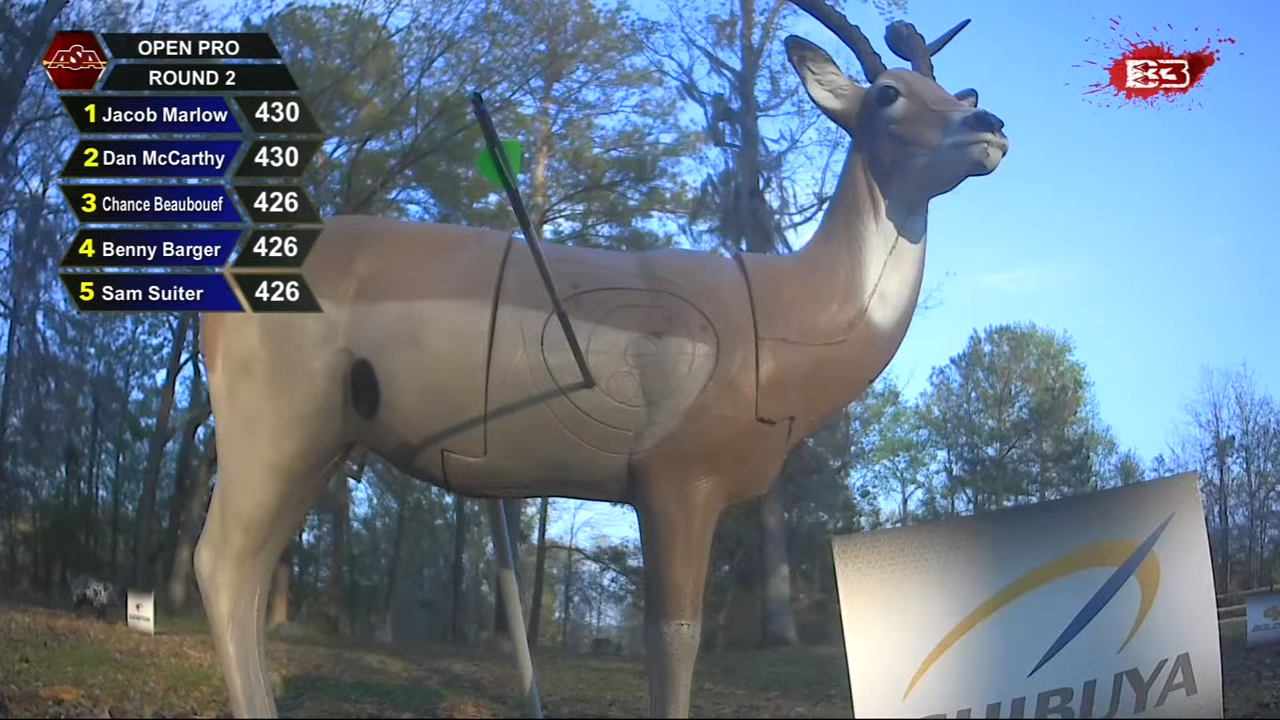 ASA
OPEN PRO
ROUND 2
1 Jacob Marlow 430
2 Dan McCarthy 430
3 Chance Beaubouef 426
4 Benny Barger 426
5 Sam Suiter 426
B3
SHIBUYA